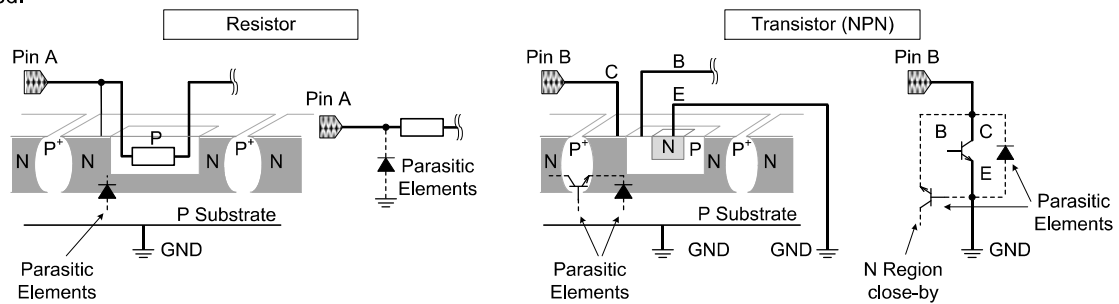 Resistor
Transistor (NPN)
Pin A
Pin B
C
B
E
Pin B
Pin A
N
P+
N
P
N
P+
N
Parasitic
Elements
N
P+
N
N
P
P+
N
B
C
E
P Substrate
GND
Parasitic
Elements
P Substrate
GND
GND
Parasitic
Elements
Parasitic
Elements
GND
N Region
close-by